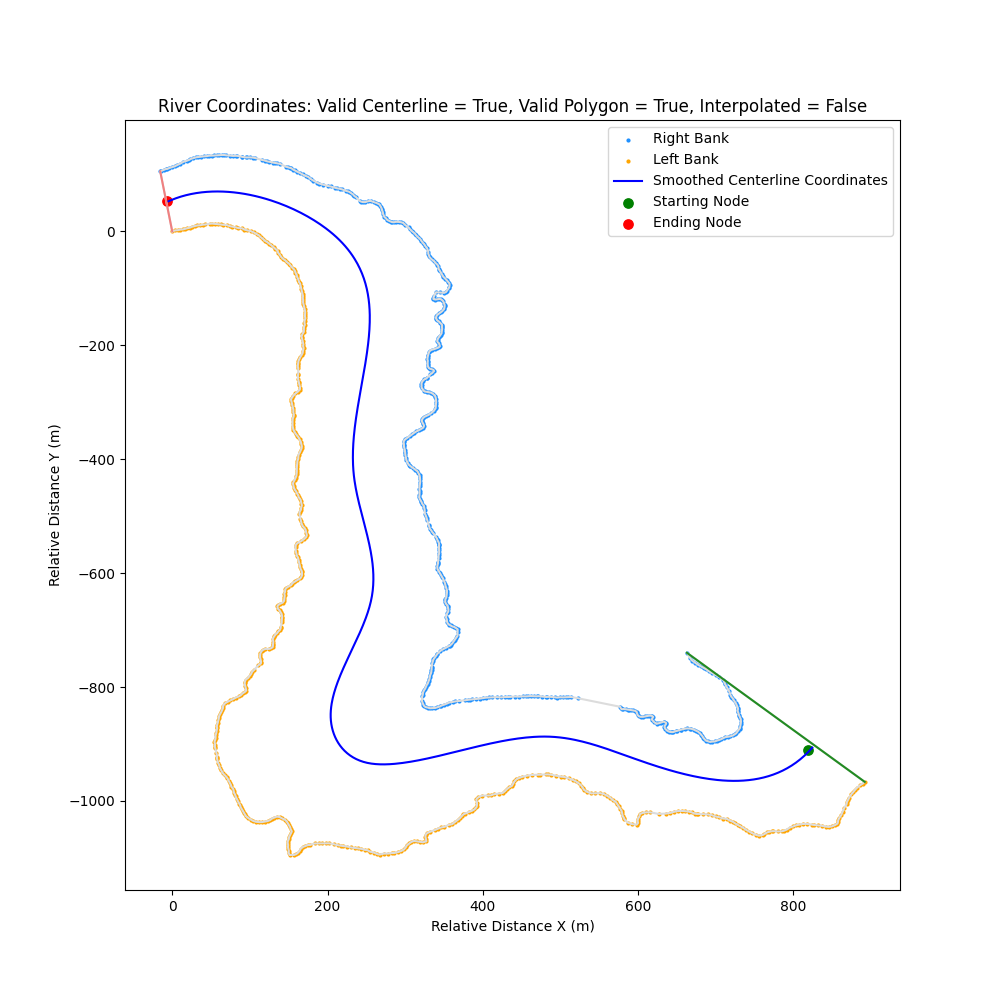 River Coordinates: Valid Centerline = True, Valid Polygon = True, Interpolated = False
Right Bank
Left Bank
Smoothed Centerline Coordinates
Starting Node
Ending Node
0
−200
−400
−600
−800
−1000
Relative Distance Y (m)
0
200
400
600
800
Relative Distance X (m)